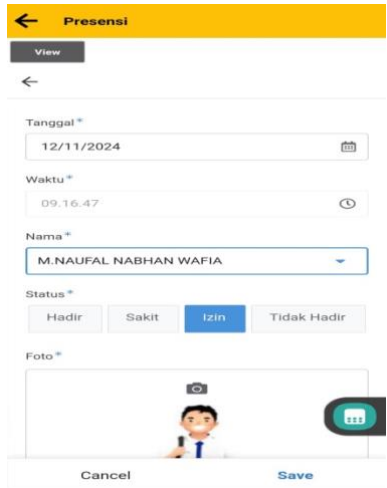 Presensi
View
Tanggal*
12/11/2024
Waktu*
09.16.47
Nama*
M.NAUFAL NABHAN WAFIA
Status*
Hadir Sakit Izin Tidak Hadir
Foto*
Cancel Save